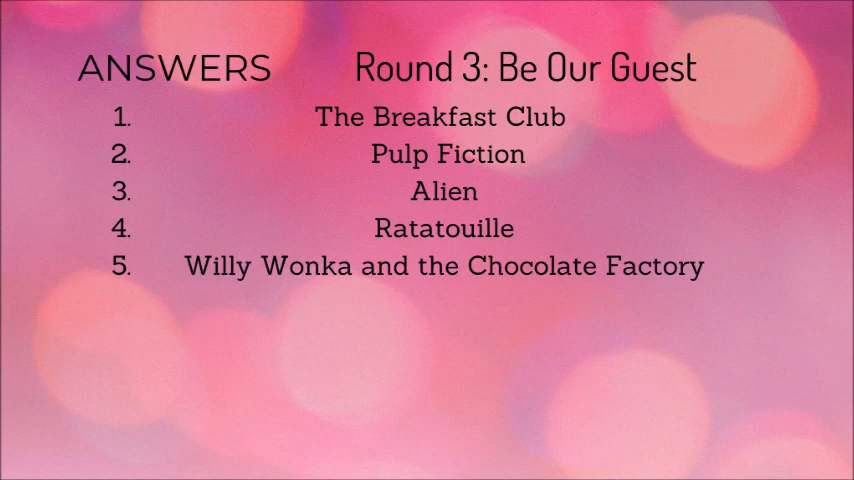 ANSWERS Round 3: Be Our Guest
1. The Breakfast Club
2. Pulp Fiction
3. Alien
4. Ratatouille
5. Willy Wonka and the Chocolate Factory